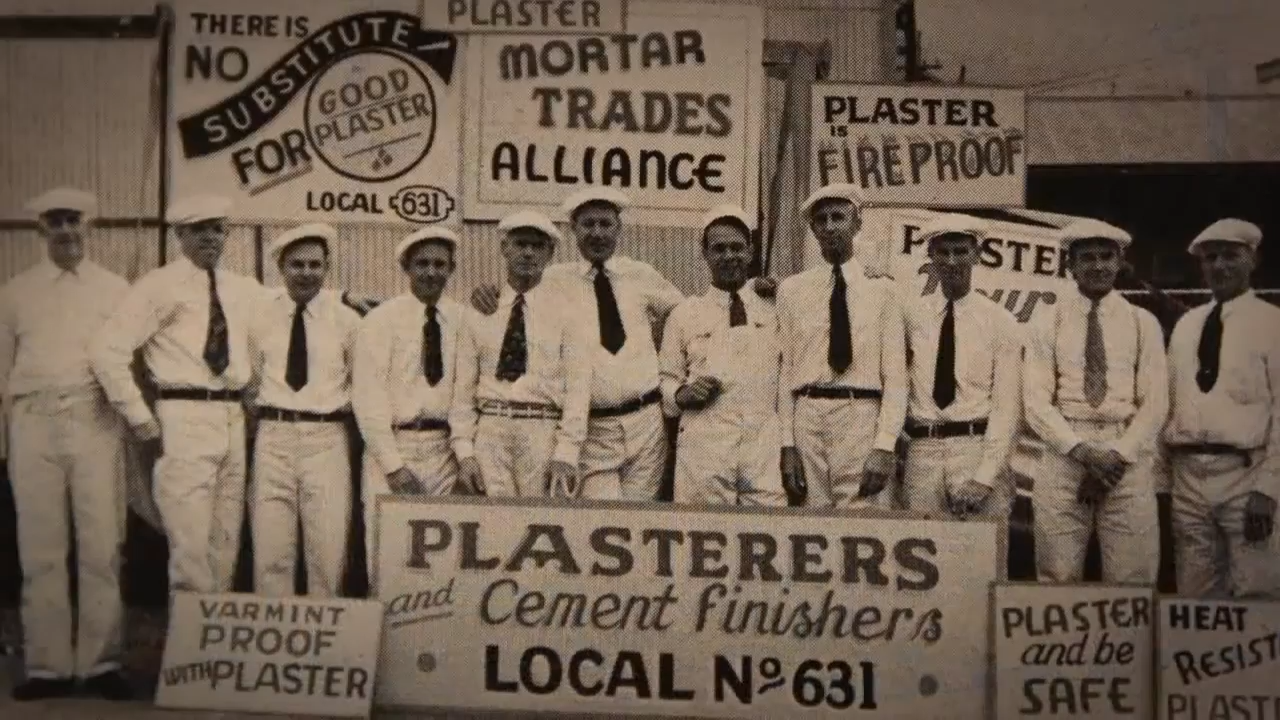 THERE IS
NO
SUBSTITUTE
FOR
GOOD
PLASTER
LOCAL 631
PLASTER
MORTAR
TRADES
ALLIANCE
PLASTER
IS
FIREPROOF
VARMINT
PROOF
WITH PLASTER
PLASTERERS
and Cement finishers
LOCAL Nº 631
PLASTER
and be
SAFE
HEAT